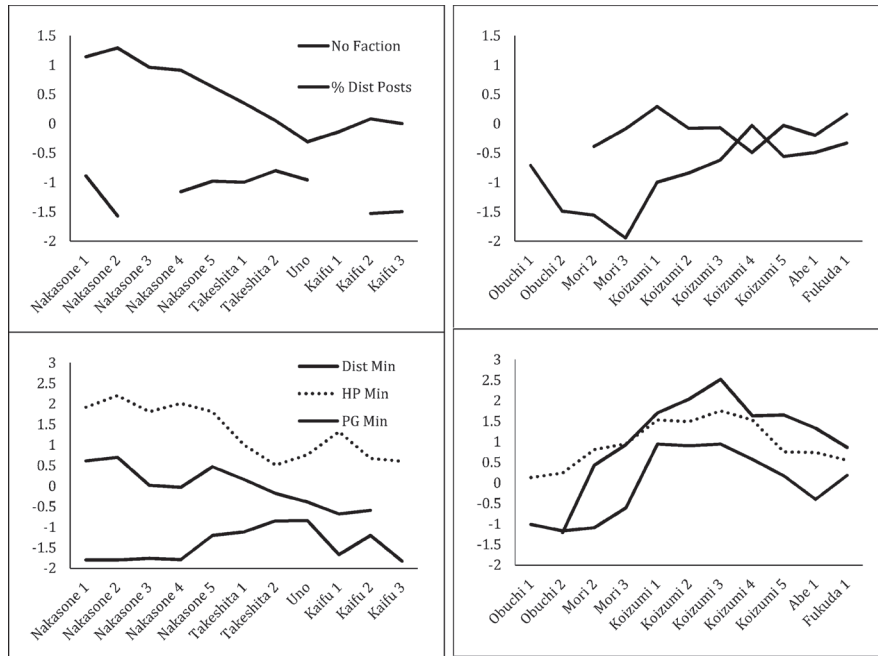 1.5
1
0.5
0
-0.5
-1
-1.5
-2
No Faction
% Dist Posts
Nakasone 1
Nakasone 2
Nakasone 3
Nakasone 4
Nakasone 5
Takeshita 1
Takeshita 2
Uno
Kaifu 1
Kaifu 2
Kaifu 3
1.5
1
0.5
0
-0.5
-1
-1.5
-2
Obuchi 1
Obuchi 2
Mori 2
Mori 3
Koizumi 1
Koizumi 2
Koizumi 3
Koizumi 4
Koizumi 5
Abe 1
Fukuda 1
3
2.5
2
1.5
1
0.5
0
-0.5
-1
-1.5
-2
Dist Min
HP Min
PG Min
Nakasone 1
Nakasone 2
Nakasone 3
Nakasone 4
Nakasone 5
Takeshita 1
Takeshita 2
Uno
Kaifu 1
Kaifu 2
Kaifu 3
3
2.5
2
1.5
1
0.5
0
-0.5
-1
-1.5
-2
Obuchi 1
Obuchi 2
Mori 2
Mori 3
Koizumi 1
Koizumi 2
Koizumi 3
Koizumi 4
Koizumi 5
Abe 1
Fukuda 1